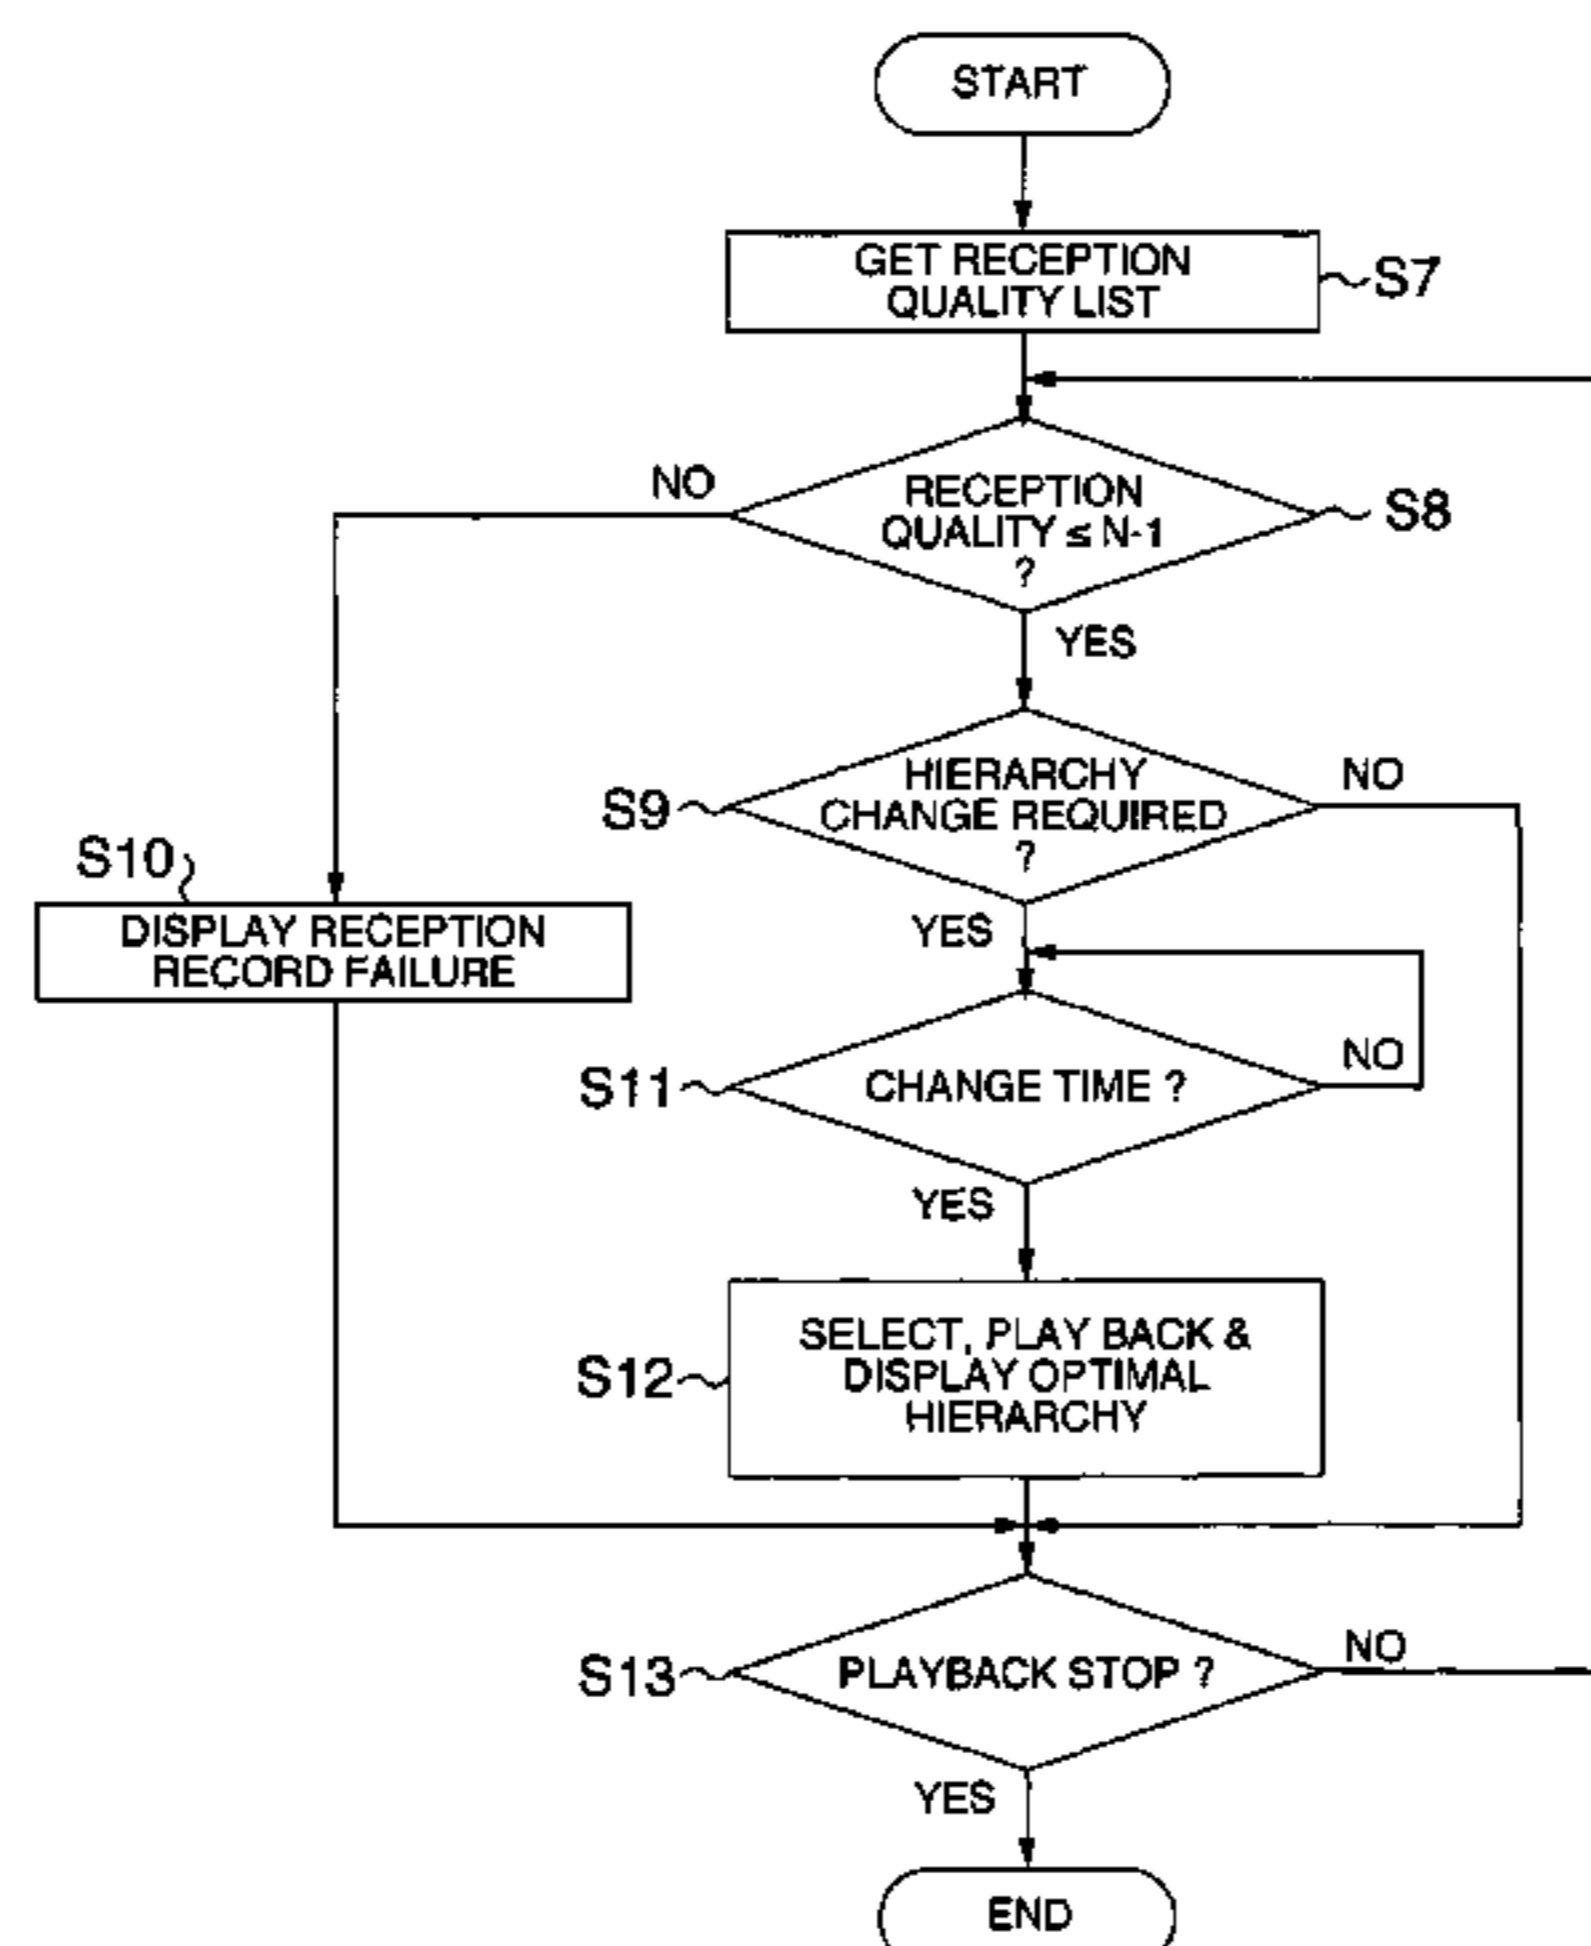 START
GET RECEPTION
QUALITY LIST
S7
NO
RECEPTION
QUALITY ≤ N-1
?
S8
YES
S9
HIERARCHY
CHANGE REQUIRED
?
NO
S10
DISPLAY RECEPTION
RECORD FAILURE
YES
S11
CHANGE TIME ?
NO
YES
S12
SELECT, PLAY BACK &
DISPLAY OPTIMAL
HIERARCHY
S13
PLAYBACK STOP ?
NO
YES
END